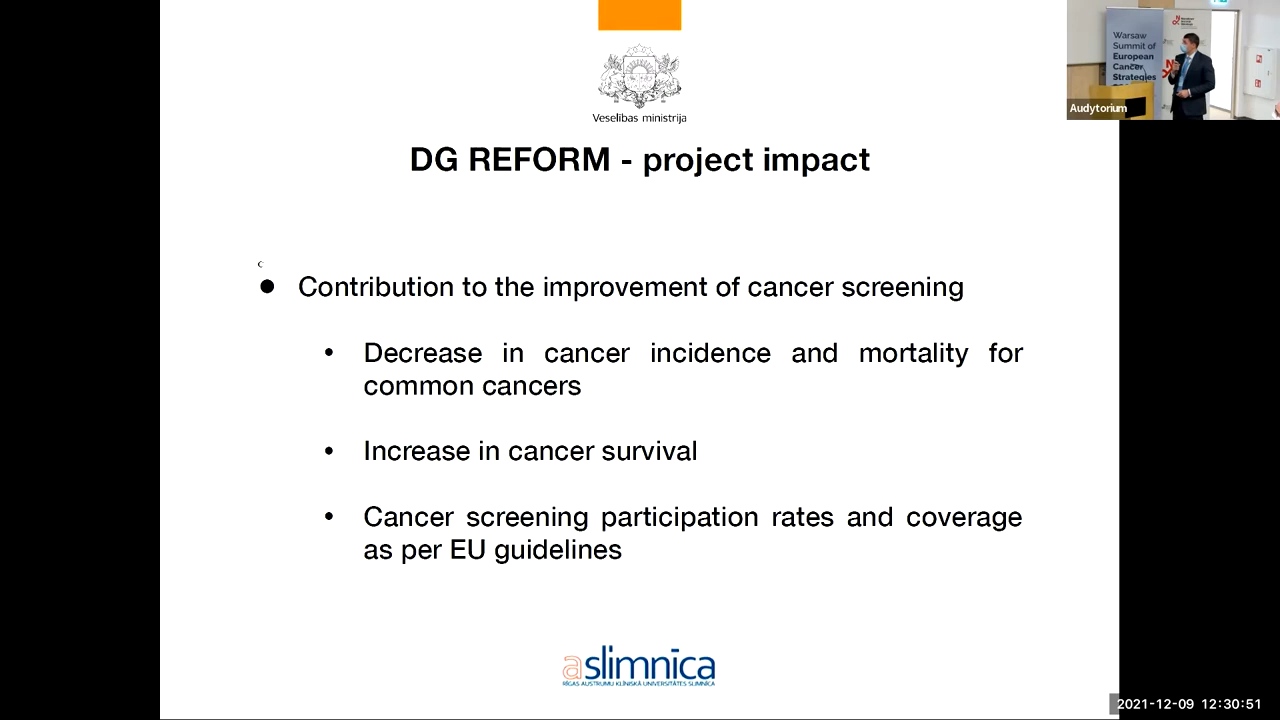 Veselības ministrija
DG REFORM - project impact
Contribution to the improvement of cancer screening
Decrease in cancer incidence and mortality for
common cancers
Increase in cancer survival
Cancer screening participation rates and coverage
as per EU guidelines
aslimnīca
RĪGAS AUSTRUMU KLĪNISKĀ UNIVERSITĀTES SLIMNĪCA
Warsaw
Summit of
European
Cancer
Strategies
Audytorium
2021-12-09 12:30:51